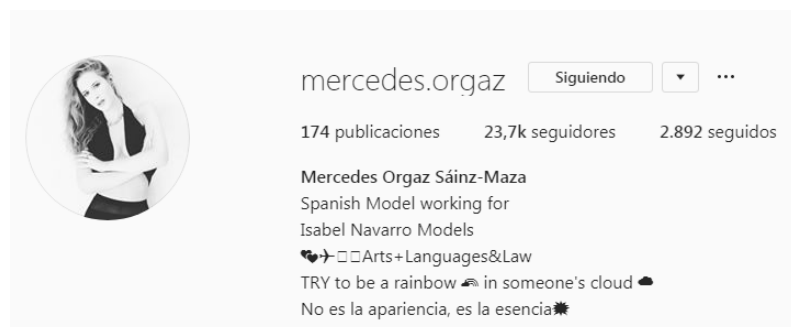 mercedes.orgaz Siguiendo
174 publicaciones 23,7k seguidores 2.892 seguidos
Mercedes Orgaz Sáinz-Maza
Spanish Model working for
Isabel Navarro Models
💕✈□□Arts+Languages&Law
TRY to be a rainbow 🌈 in someone's cloud ☁
No es la apariencia, es la esencia✹